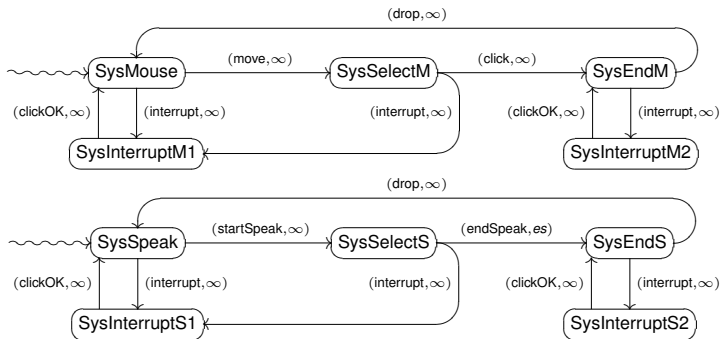 (drop,∞)
SysMouse (move,∞) SysSelectM (click,∞) SysEndM
(clickOK,∞) (interrupt,∞) (interrupt,∞) (clickOK,∞) (interrupt,∞)
SysInterruptM1 SysInterruptM2
(drop,∞)
SysSpeak (startSpeak,∞) SysSelectS (endSpeak,es) SysEndS
(clickOK,∞) (interrupt,∞) (interrupt,∞) (clickOK,∞) (interrupt,∞)
SysInterruptS1 SysInterruptS2